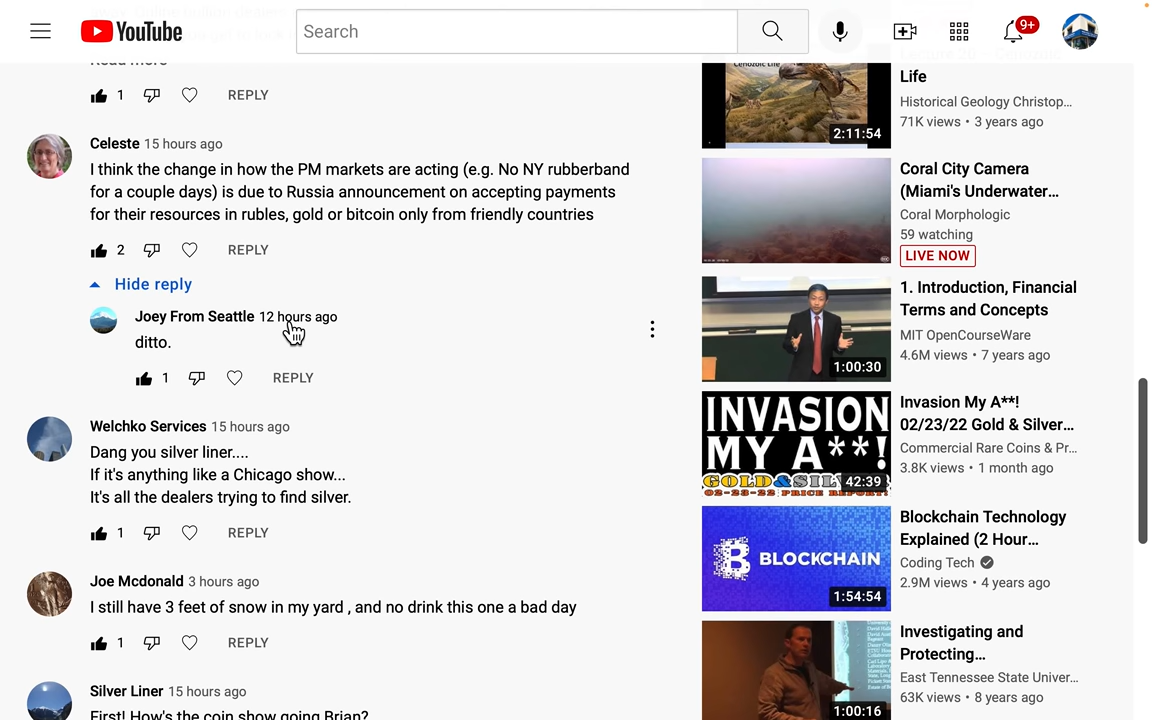 YouTube
Search
9+
Read more
1
REPLY
Celeste 15 hours ago
I think the change in how the PM markets are acting (e.g. No NY rubberband
for a couple days) is due to Russia announcement on accepting payments
for their resources in rubles, gold or bitcoin only from friendly countries
2
REPLY
Hide reply
Joey From Seattle 12 hours ago
ditto.
1
REPLY
Welchko Services 15 hours ago
Dang you silver liner....
If it's anything like a Chicago show...
It's all the dealers trying to find silver.
1
REPLY
Joe Mcdonald 3 hours ago
I still have 3 feet of snow in my yard , and no drink this one a bad day
1
REPLY
Silver Liner 15 hours ago
First! How's the coin show going Brian?
Cenozoic Life
2:11:54
Life
Historical Geology Christop...
71K views • 3 years ago
Coral City Camera
(Miami's Underwater...
Coral Morphologic
59 watching
LIVE NOW
1:00:30
1. Introduction, Financial
Terms and Concepts
MIT OpenCourseWare
4.6M views • 7 years ago
INVASION
MY A**!
42:39
GOLD & SIL
02-23-22 PRICE REPORT!
Invasion My A**!
02/23/22 Gold & Silver...
Commercial Rare Coins & Pr...
3.8K views • 1 month ago
BLOCKCHAIN
1:54:54
Blockchain Technology
Explained (2 Hour...
Coding Tech
2.9M views • 4 years ago
1:00:16
Investigating and
Protecting...
East Tennessee State Univer...
63K views • 8 years ago